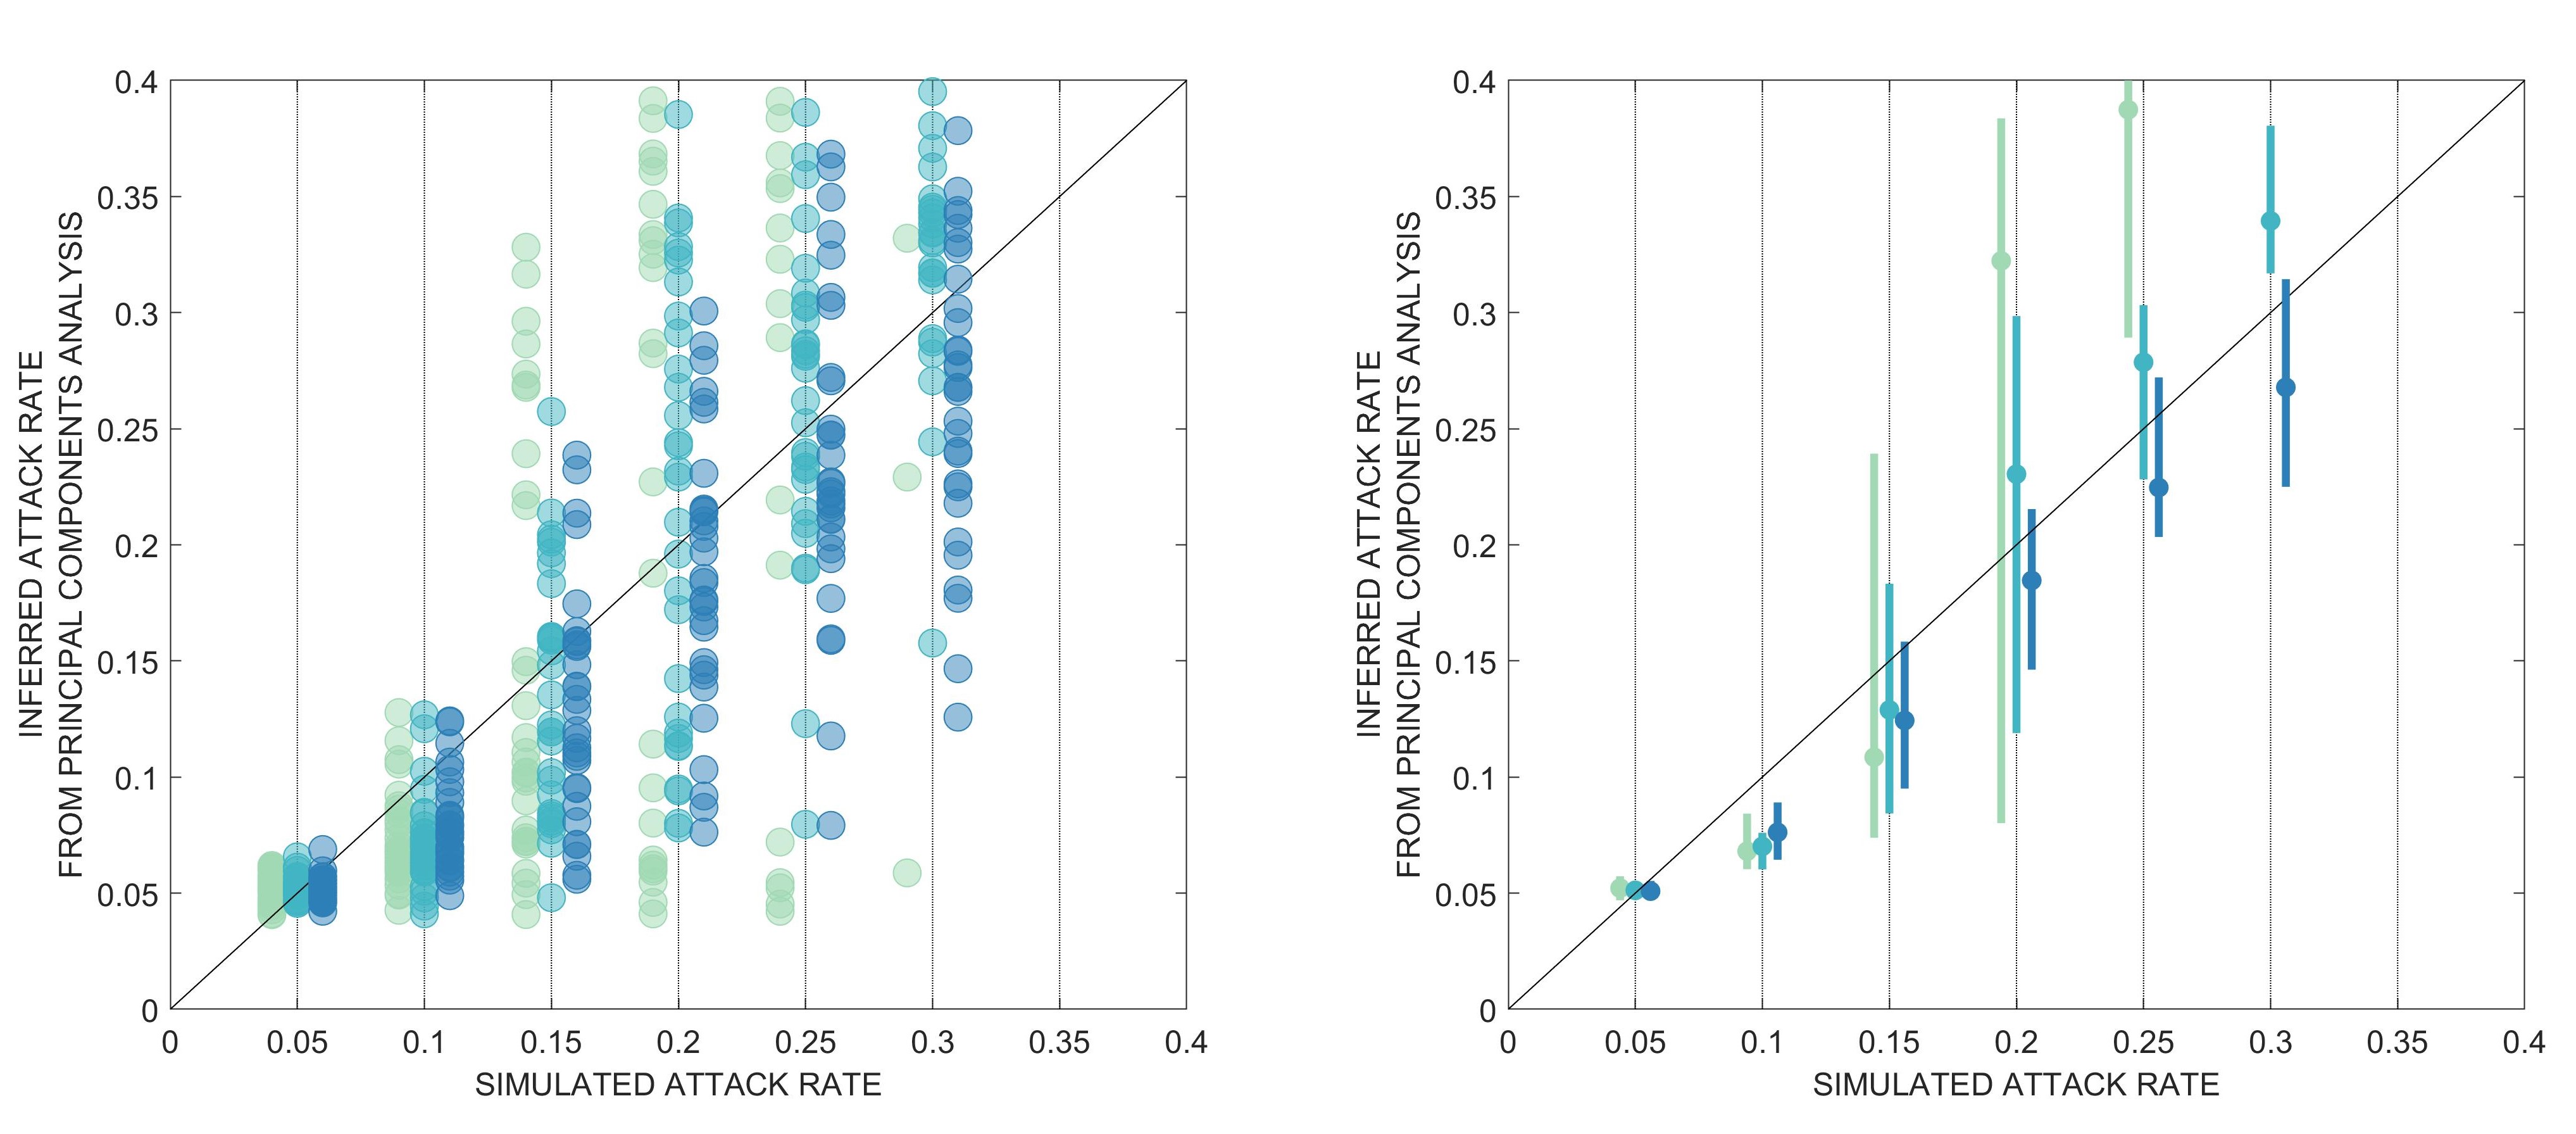 INFERRED ATTACK RATE
FROM PRINCIPAL COMPONENTS ANALYSIS
0.4
0.35
0.3
0.25
0.2
0.15
0.1
0.05
0
0 0.05 0.1 0.15 0.2 0.25 0.3 0.35 0.4
SIMULATED ATTACK RATE
INFERRED ATTACK RATE
FROM PRINCIPAL COMPONENTS ANALYSIS
0.4
0.35
0.3
0.25
0.2
0.15
0.1
0.05
0
0 0.05 0.1 0.15 0.2 0.25 0.3 0.35 0.4
SIMULATED ATTACK RATE